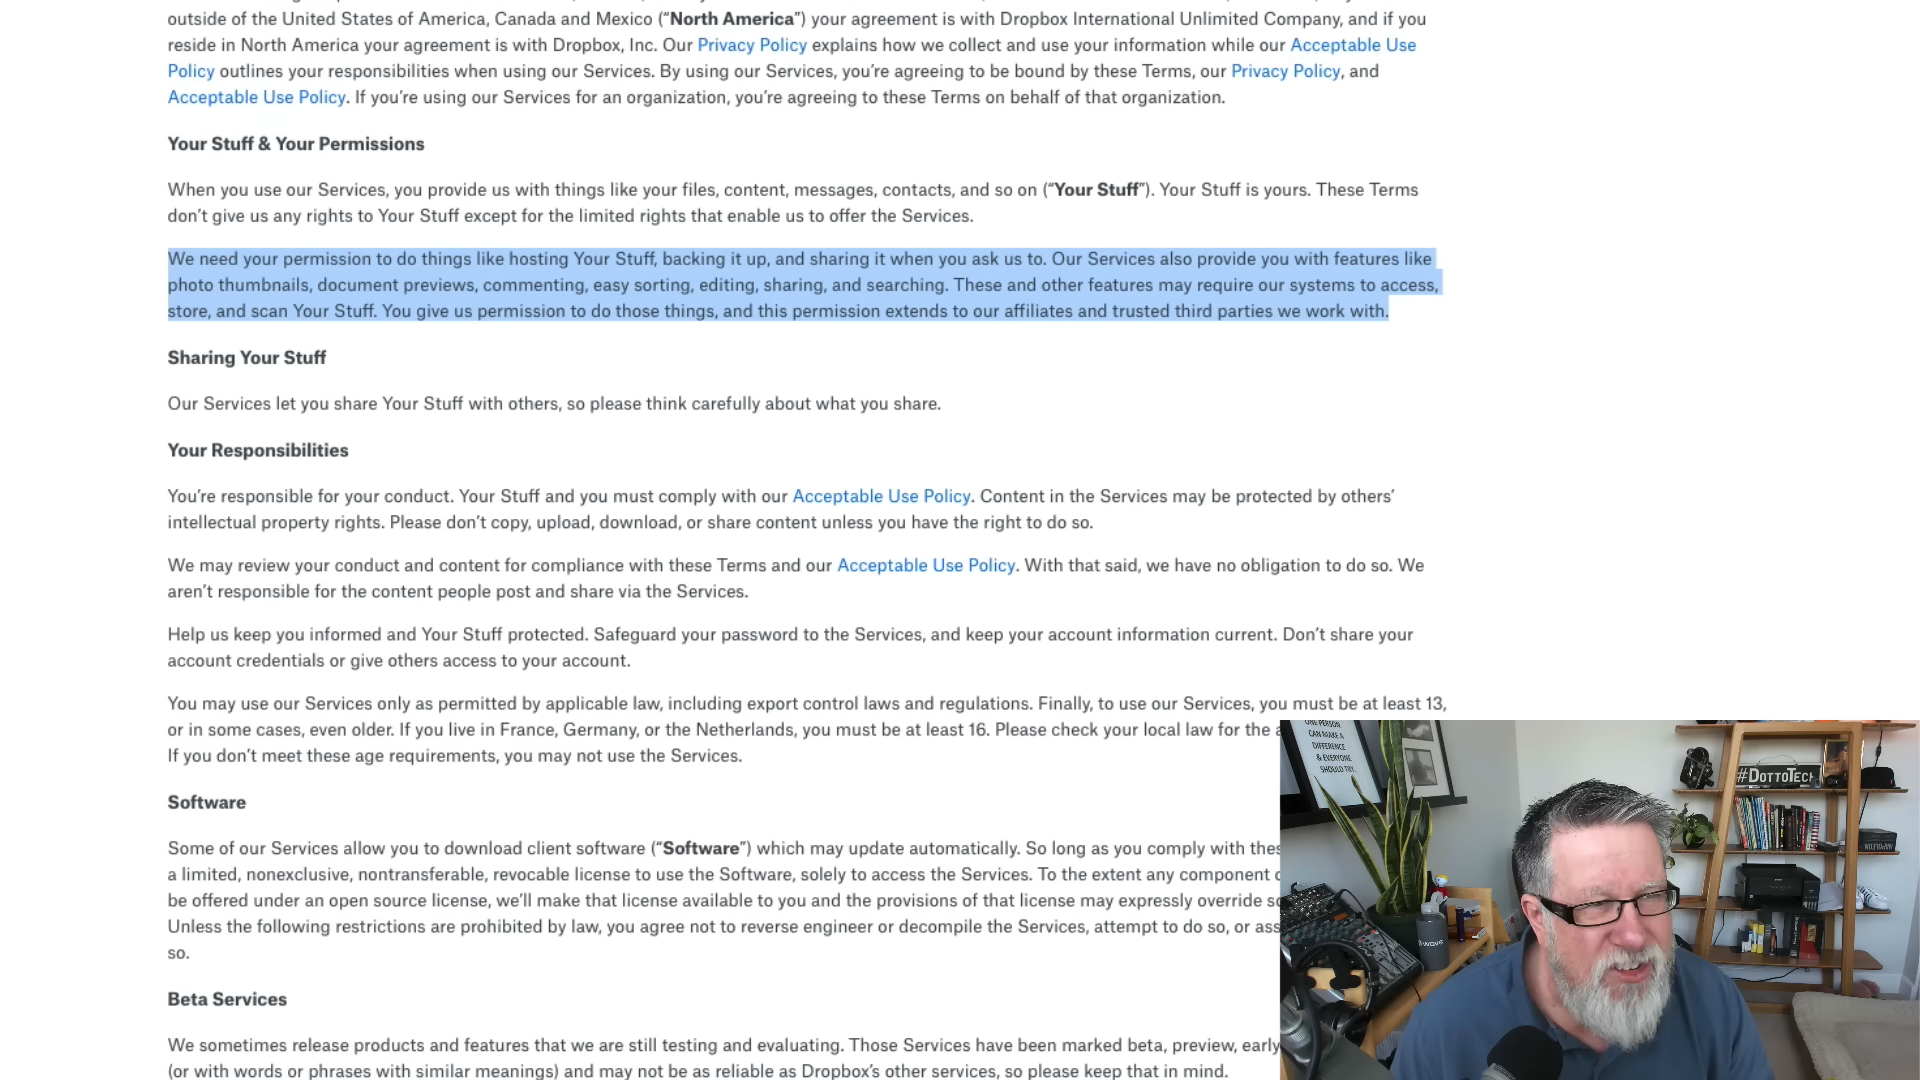 outside of the United States of America, Canada and Mexico (“North America”) your agreement is with Dropbox International Unlimited Company, and if you
reside in North America your agreement is with Dropbox, Inc. Our Privacy Policy explains how we collect and use your information while our Acceptable Use
Policy outlines your responsibilities when using our Services. By using our Services, you’re agreeing to be bound by these Terms, our Privacy Policy, and
Acceptable Use Policy. If you’re using our Services for an organization, you’re agreeing to these Terms on behalf of that organization.
Your Stuff & Your Permissions
When you use our Services, you provide us with things like your files, content, messages, contacts, and so on (“Your Stuff”). Your Stuff is yours. These Terms
don’t give us any rights to Your Stuff except for the limited rights that enable us to offer the Services.
We need your permission to do things like hosting Your Stuff, backing it up, and sharing it when you ask us to. Our Services also provide you with features like
photo thumbnails, document previews, commenting, easy sorting, editing, sharing, and searching. These and other features may require our systems to access,
store, and scan Your Stuff. You give us permission to do those things, and this permission extends to our affiliates and trusted third parties we work with.
Sharing Your Stuff
Our Services let you share Your Stuff with others, so please think carefully about what you share.
Your Responsibilities
You’re responsible for your conduct. Your Stuff and you must comply with our Acceptable Use Policy. Content in the Services may be protected by others’
intellectual property rights. Please don’t copy, upload, download, or share content unless you have the right to do so.
We may review your conduct and content for compliance with these Terms and our Acceptable Use Policy. With that said, we have no obligation to do so. We
aren’t responsible for the content people post and share via the Services.
Help us keep you informed and Your Stuff protected. Safeguard your password to the Services, and keep your account information current. Don’t share your
account credentials or give others access to your account.
You may use our Services only as permitted by applicable law, including export control laws and regulations. Finally, to use our Services, you must be at least 13,
or in some cases, even older. If you live in France, Germany, or the Netherlands, you must be at least 16. Please check your local law for the
If you don’t meet these age requirements, you may not use the Services.
Software
Some of our Services allow you to download client software (“Software”) which may update automatically. So long as you comply with
a limited, nonexclusive, nontransferable, revocable license to use the Software, solely to access the Services. To the extent any component
be offered under an open source license, we’ll make that license available to you and the provisions of that license may expressly override
Unless the following restrictions are prohibited by law, you agree not to reverse engineer or decompile the Services, attempt to do so, or
so.
Beta Services
We sometimes release products and features that we are still testing and evaluating. Those Services have been marked beta, preview, early
(or with words or phrases with similar meanings) and may not be as reliable as Dropbox’s other services, so please keep that in mind.
ONE PERSON
CAN MAKE A
DIFFERENCE
& EVERYONE
SHOULD TRY.
#DOTTOTECH
NAPOLEON
wave